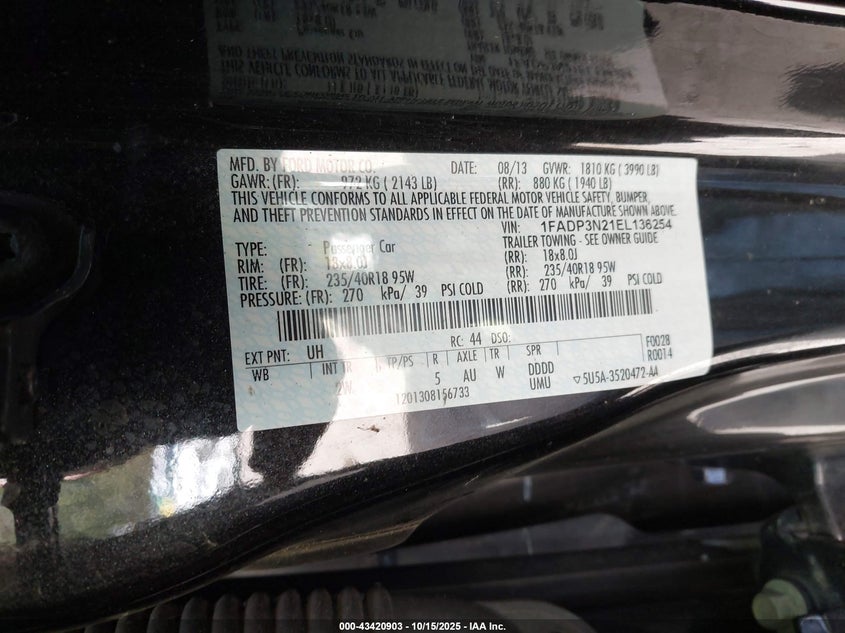 MFD. BY FORD MOTOR CO. DATE: 08/13 GVWR: 1810 KG ( 3990 LB)
GAWR: (FR): 972 KG ( 2143 LB) (RR): 880 KG ( 1940 LB)
THIS VEHICLE CONFORMS TO ALL APPLICABLE FEDERAL MOTOR VEHICLE SAFETY, BUMPER,
AND THEFT PREVENTION STANDARDS IN EFFECT ON THE DATE OF MANUFACTURE SHOWN ABOVE.
VIN: 1FADP3N21EL136254
TYPE: Passenger Car TRAILER TOWING - SEE OWNER GUIDE
RIM: (FR): 18x8.0J (RR): 18x8.0J
TIRE: (FR): 235/40R18 95W (RR): 235/40R18 95W
PRESSURE: (FR): 270 kPa/ 39 PSI COLD (RR): 270 kPa/ 39 PSI COLD
EXT PNT: UH RC: 44 DSO: F0028
WB INT TR TP/PS R AXLE TR SPR R0014
2W 5 AU W DDDD
UMU ▽5U5A-3520472-AA
1201308156733
000-43420903 - 10/15/2025 - IAA Inc.